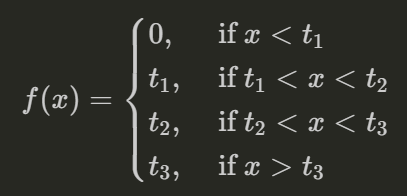 f(x) = { 0, if x < t₁
t₁, if t₁ < x < t₂
t₂, if t₂ < x < t₃
t₃, if x > t₃